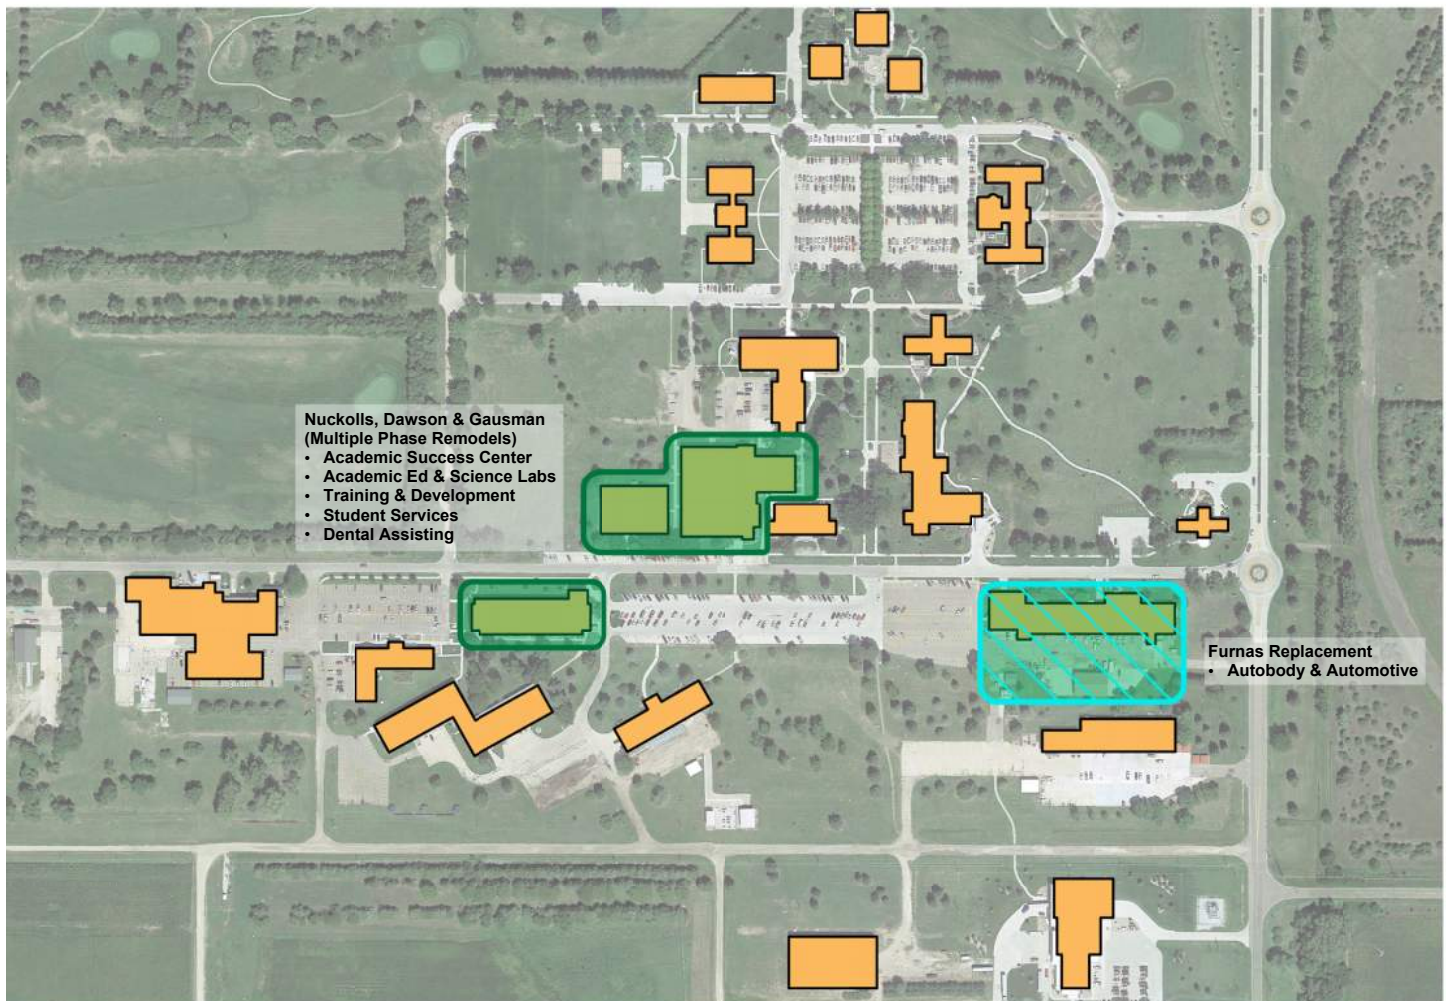 Nuckolls, Dawson & Gausman
(Multiple Phase Remodels)
• Academic Success Center
• Academic Ed & Science Labs
• Training & Development
• Student Services
• Dental Assisting
Furnas Replacement
• Autobody & Automotive